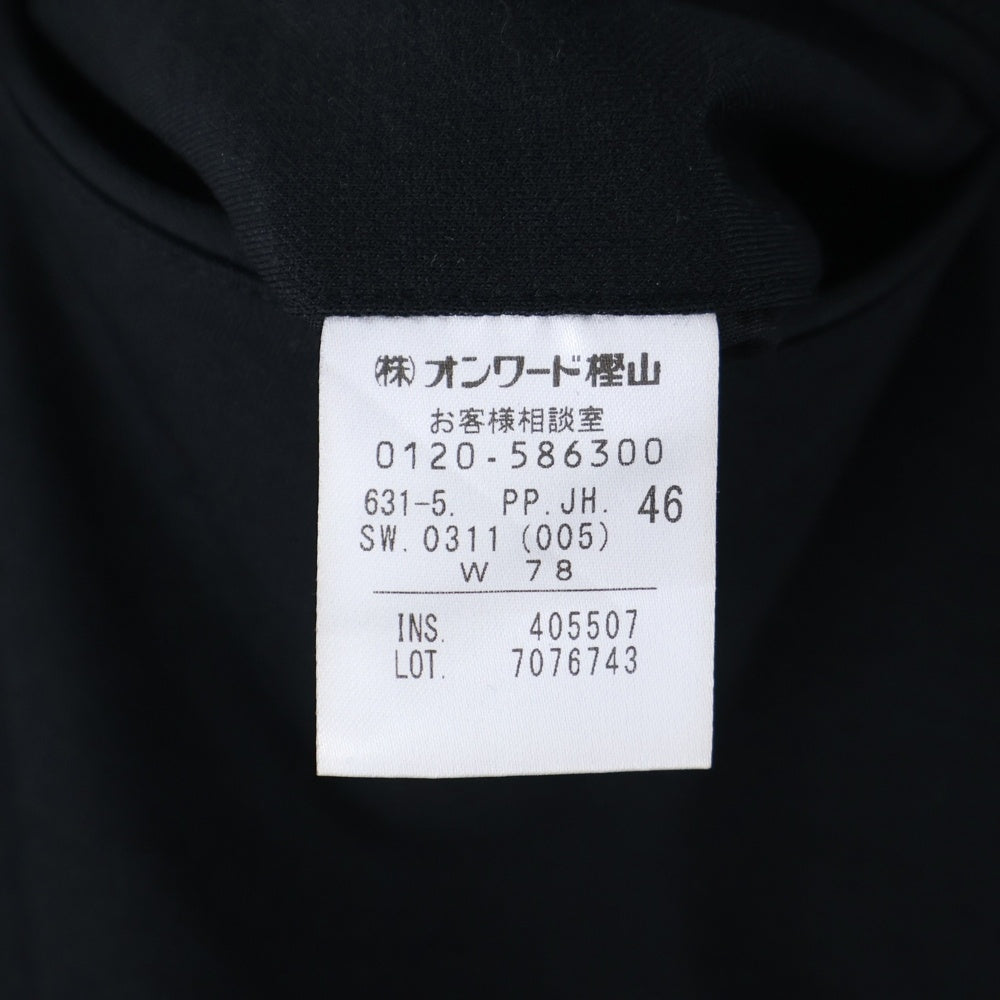 ㈱オンワード樫山
お客様相談室
0120-586300
631-5. PP.JH. 46
SW.0311 (005)
W 78
INS. 405507
LOT. 7076743